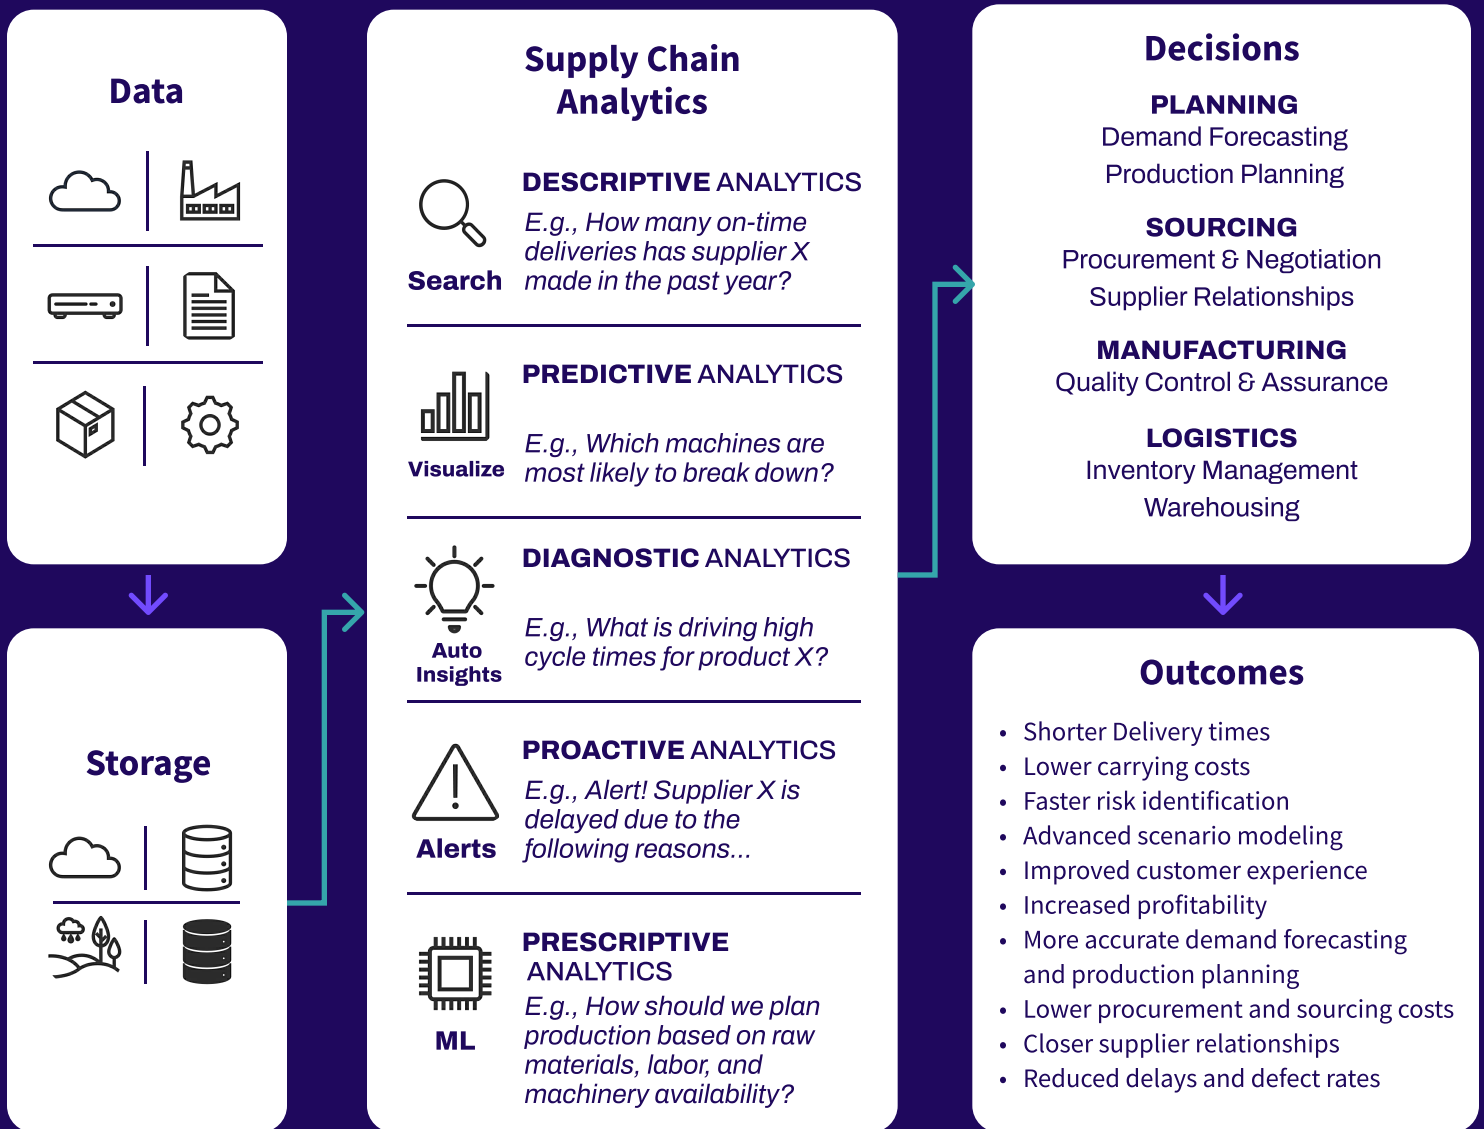 Data
Storage
Supply Chain
Analytics
Search
DESCRIPTIVE ANALYTICS
E.g., How many on-time
deliveries has supplier X
made in the past year?
Visualize
PREDICTIVE ANALYTICS
E.g., Which machines are
most likely to break down?
Auto
Insights
DIAGNOSTIC ANALYTICS
E.g., What is driving high
cycle times for product X?
Alerts
PROACTIVE ANALYTICS
E.g., Alert! Supplier X is
delayed due to the
following reasons...
ML
PRESCRIPTIVE
ANALYTICS
E.g., How should we plan
production based on raw
materials, labor, and
machinery availability?
Decisions
PLANNING
Demand Forecasting
Production Planning
SOURCING
Procurement & Negotiation
Supplier Relationships
MANUFACTURING
Quality Control & Assurance
LOGISTICS
Inventory Management
Warehousing
Outcomes
• Shorter Delivery times
• Lower carrying costs
• Faster risk identification
• Advanced scenario modeling
• Improved customer experience
• Increased profitability
• More accurate demand forecasting
and production planning
• Lower procurement and sourcing costs
• Closer supplier relationships
• Reduced delays and defect rates